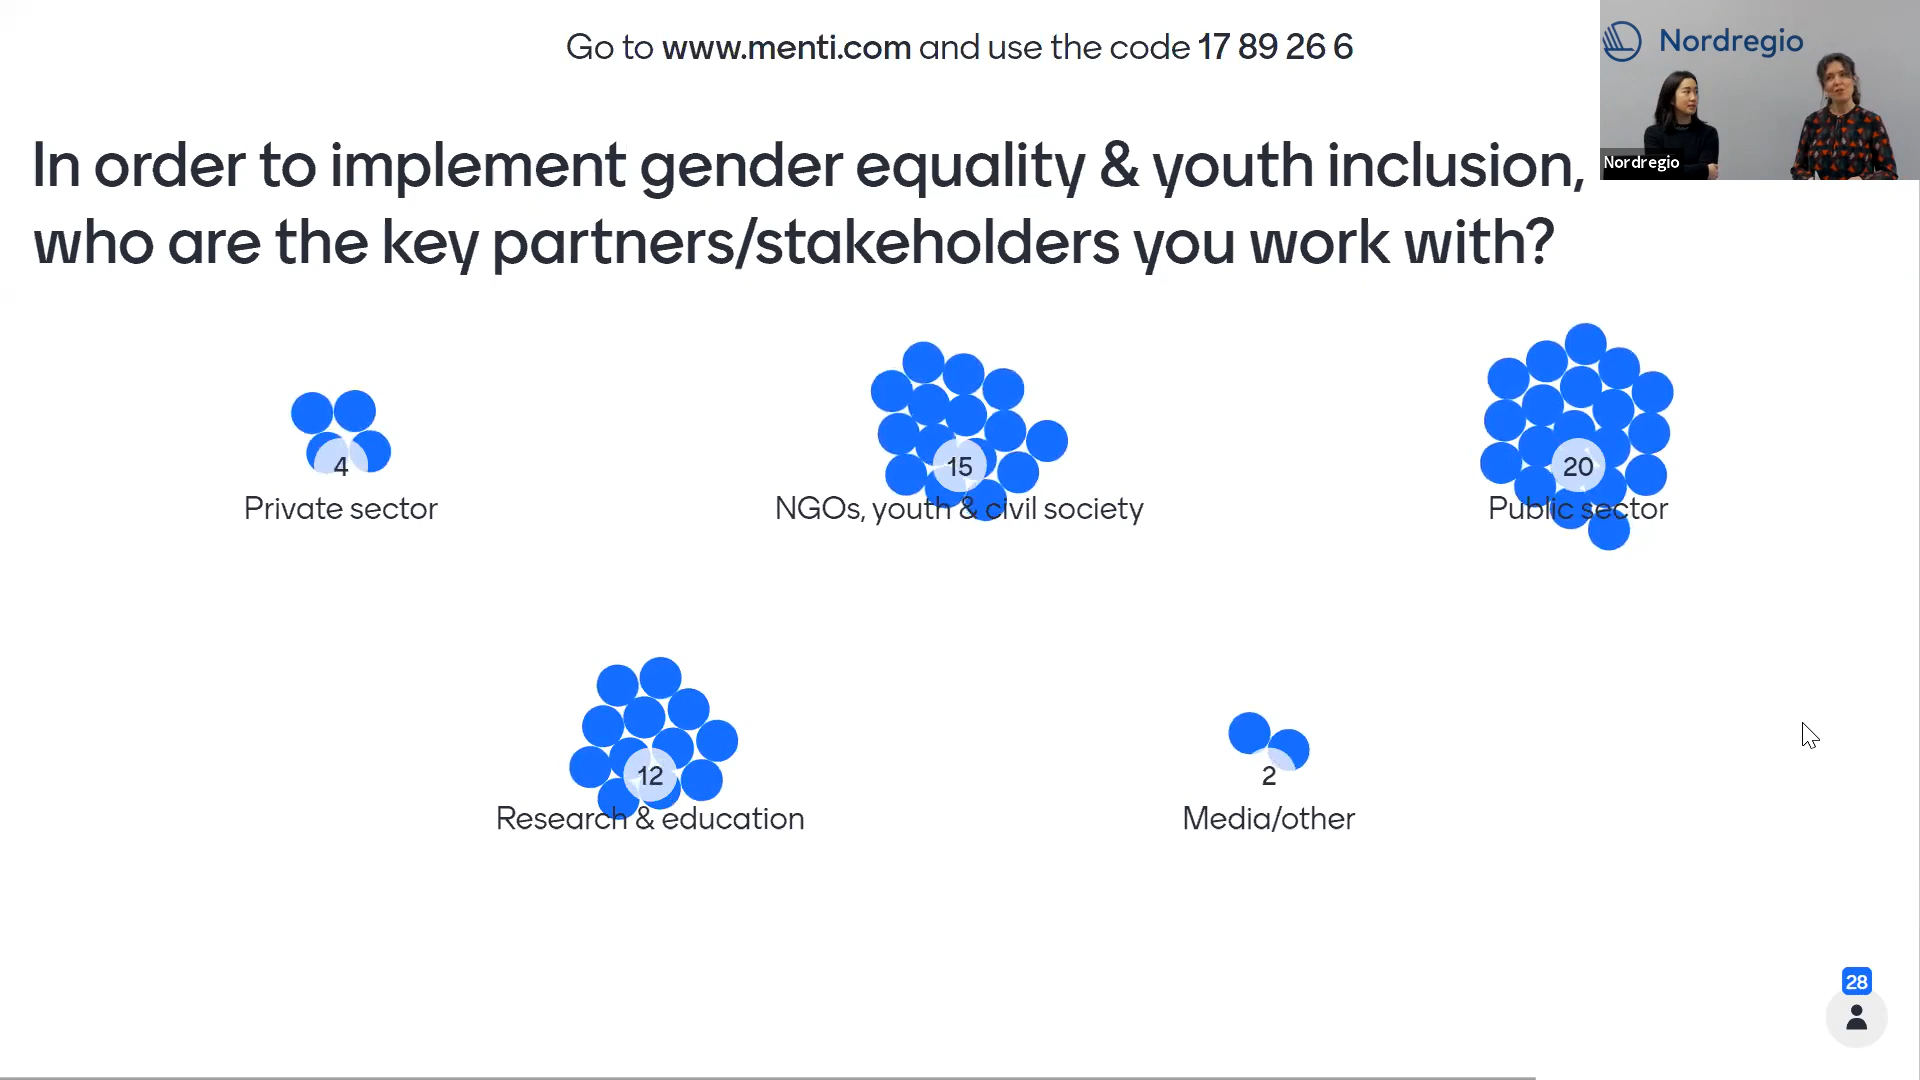 Go to www.menti.com and use the code 17 89 26 6
Nordregio
Nordregio
In order to implement gender equality & youth inclusion,
who are the key partners/stakeholders you work with?
4
Private sector
15
NGOs, youth & civil society
20
Public sector
12
Research & education
2
Media/other
28